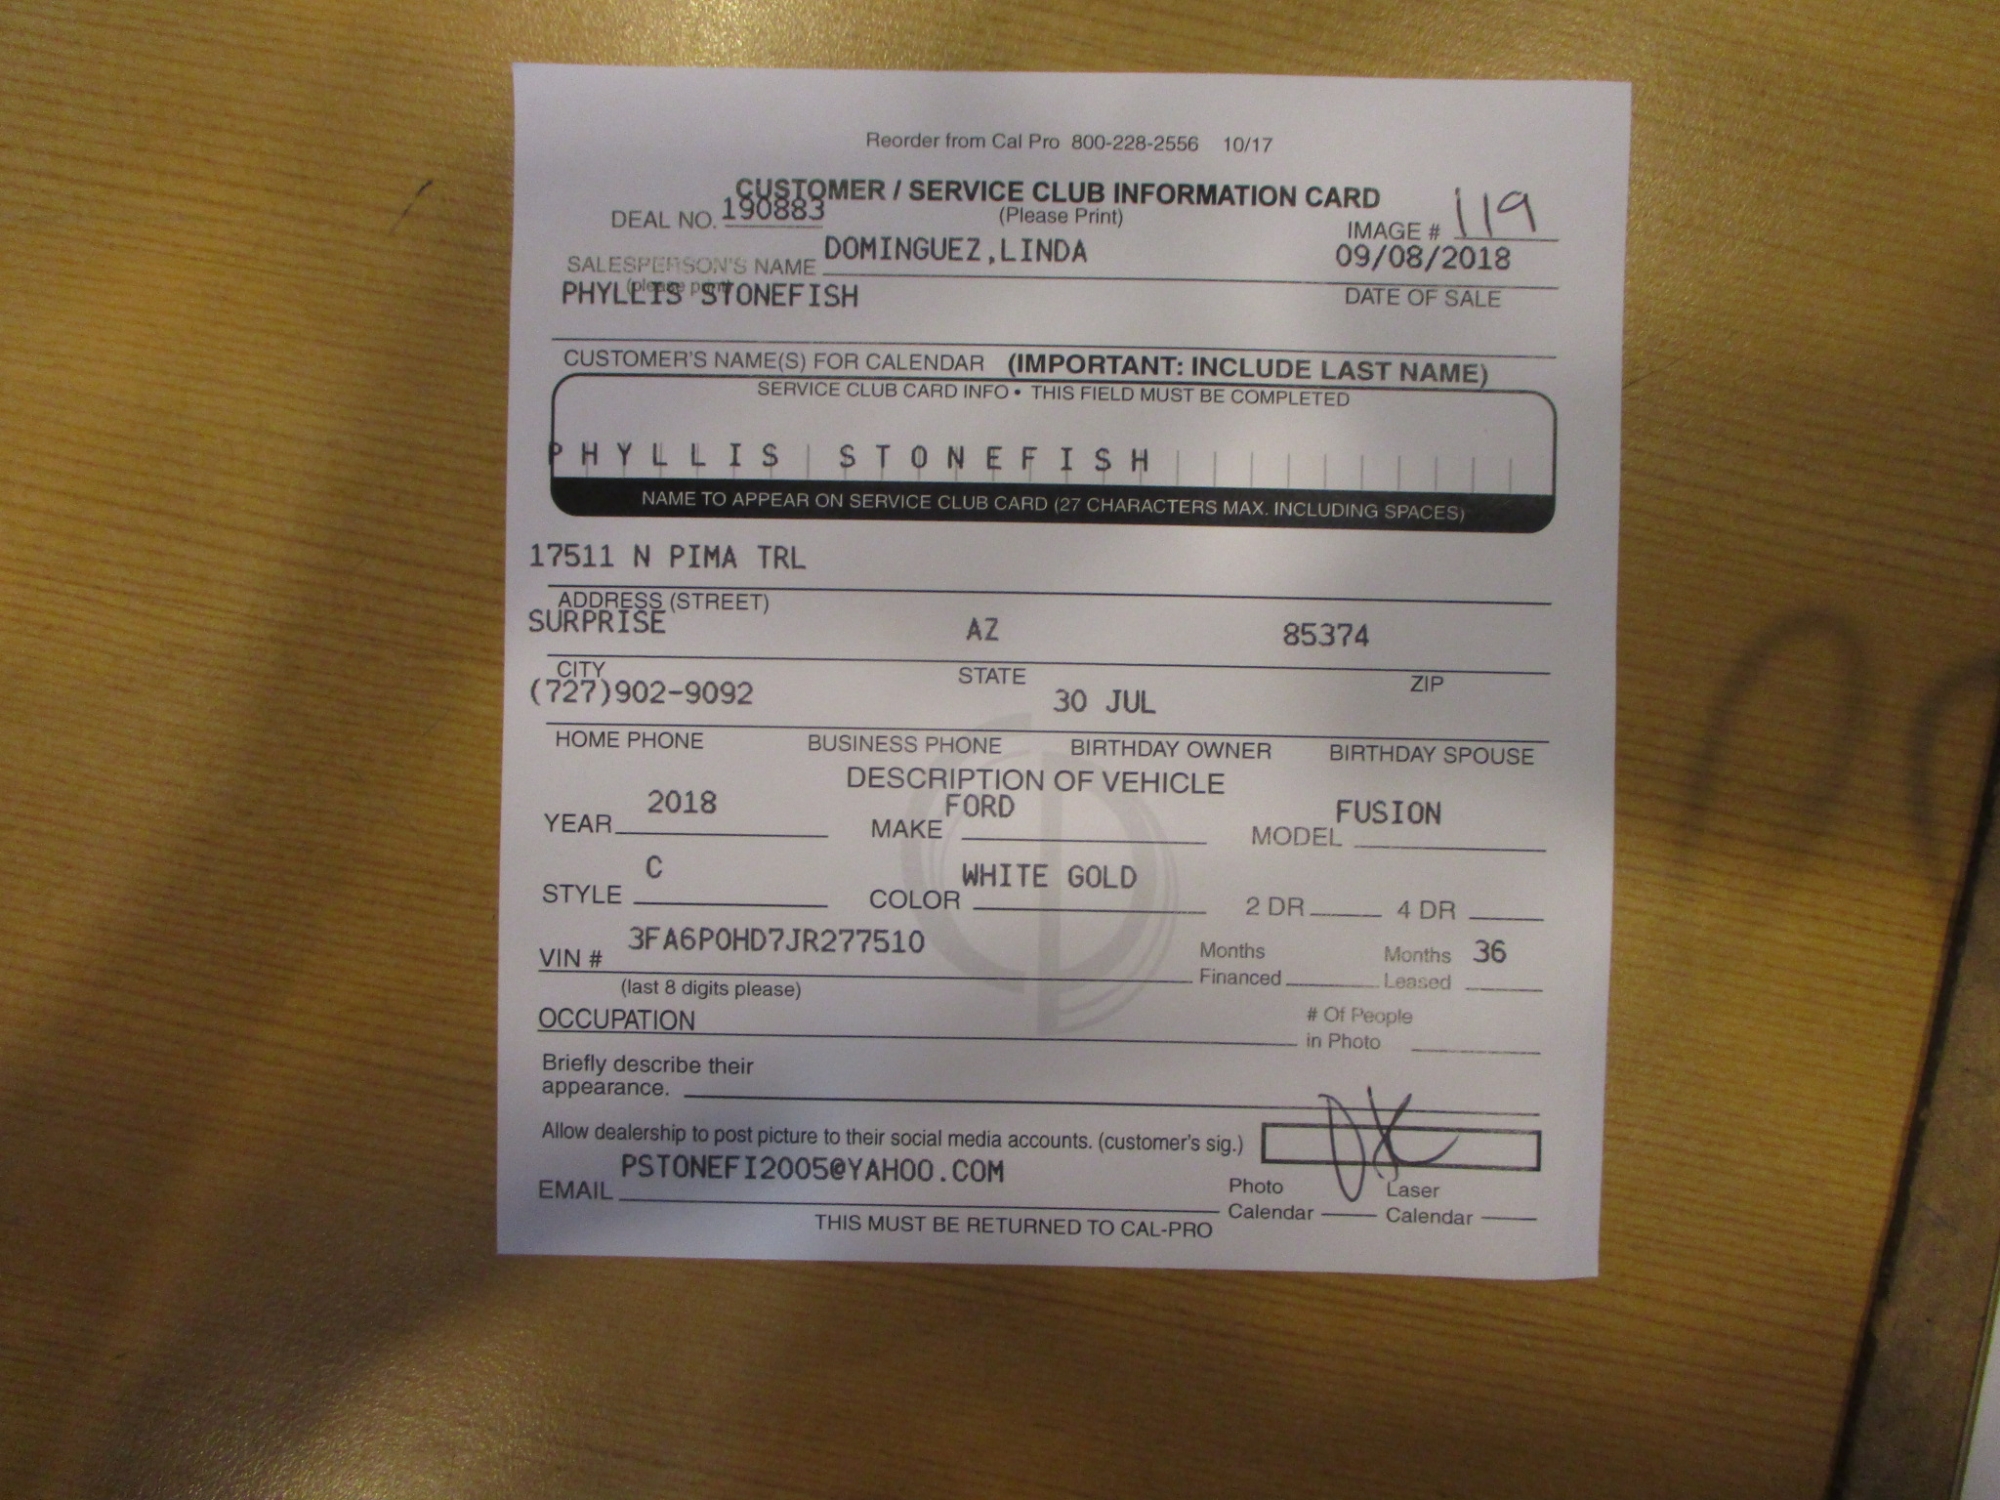 Reorder from Cal Pro 800-228-2556 10/17
CUSTOMER / SERVICE CLUB INFORMATION CARD
DEAL NO. 190883 (Please Print) IMAGE # 119
SALESPERSON'S NAME DOMINGUEZ,LINDA 09/08/2018
(please print) DATE OF SALE
PHYLLIS STONEFISH
CUSTOMER'S NAME(S) FOR CALENDAR (IMPORTANT: INCLUDE LAST NAME)
SERVICE CLUB CARD INFO • THIS FIELD MUST BE COMPLETED
PHYLLIS STONEFISH
NAME TO APPEAR ON SERVICE CLUB CARD (27 CHARACTERS MAX. INCLUDING SPACES)
17511 N PIMA TRL
ADDRESS (STREET)
SURPRISE AZ 85374
CITY STATE ZIP
(727)902-9092 30 JUL
HOME PHONE BUSINESS PHONE BIRTHDAY OWNER BIRTHDAY SPOUSE
DESCRIPTION OF VEHICLE
YEAR 2018 MAKE FORD MODEL FUSION
STYLE C COLOR WHITE GOLD 2 DR 4 DR
VIN # 3FA6P0HD7JR277510 Months Financed Months Leased 36
(last 8 digits please)
OCCUPATION # Of People in Photo
Briefly describe their
appearance.
Allow dealership to post picture to their social media accounts. (customer's sig.)
EMAIL PSTONEFI2005@YAHOO.COM Photo Calendar Laser Calendar
THIS MUST BE RETURNED TO CAL-PRO